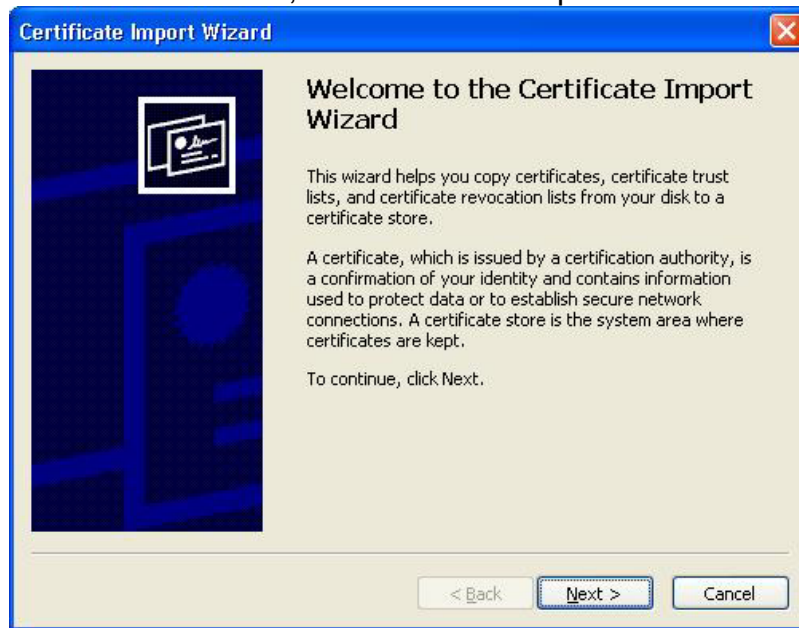 Certificate Import Wizard
Welcome to the Certificate Import
Wizard
This wizard helps you copy certificates, certificate trust
lists, and certificate revocation lists from your disk to a
certificate store.
A certificate, which is issued by a certification authority, is
a confirmation of your identity and contains information
used to protect data or to establish secure network
connections. A certificate store is the system area where
certificates are kept.
To continue, click Next.
< Back
Next >
Cancel